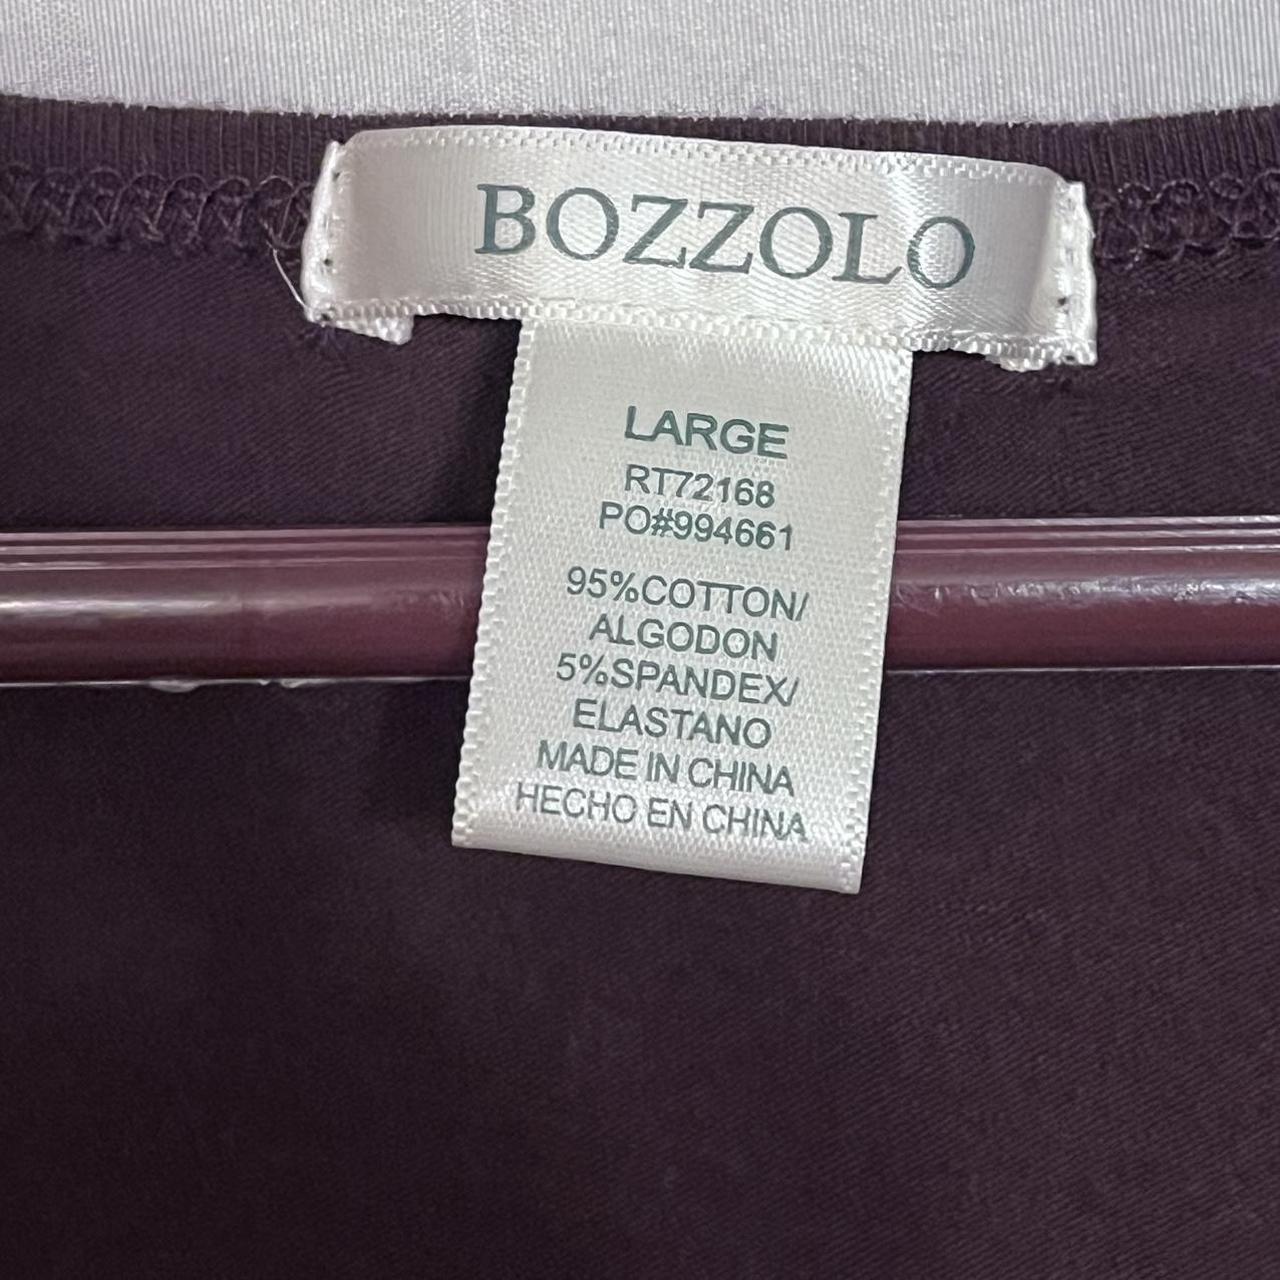 BOZZOLO
LARGE
RT72168
PO#994661
95%COTTON/
ALGODON
5%SPANDEX/
ELASTANO
MADE IN CHINA
HECHO EN CHINA